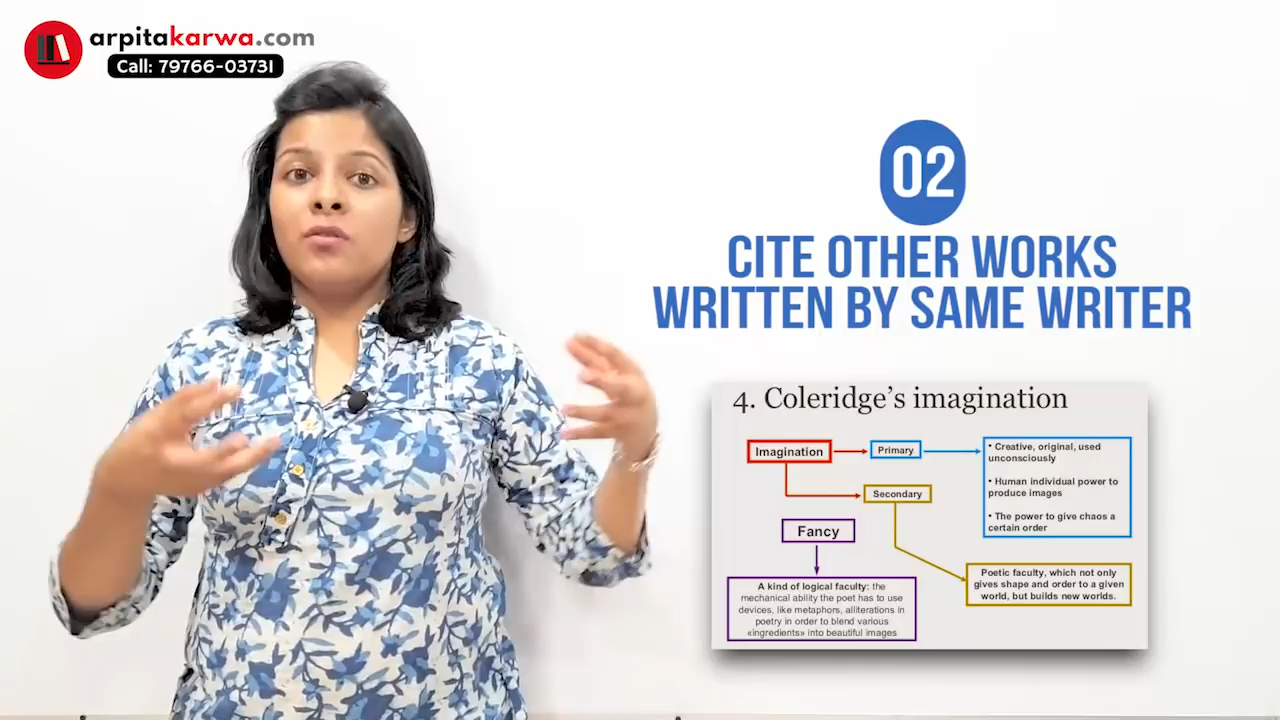 arpitakarwa.com
Call: 79766-03731
02
CITE OTHER WORKS
WRITTEN BY SAME WRITER
4. Coleridge's imagination
Imagination
Primary
• Creative, original, used
unconsciously
• Human individual power to
produce images
• The power to give chaos a
certain order
Secondary
Fancy
Poetic faculty, which not only
gives shape and order to a given
world, but builds new worlds.
A kind of logical faculty: the
mechanical ability the poet has to use
devices, like metaphors, alliterations in
poetry in order to blend various
«ingredients» into beautiful images